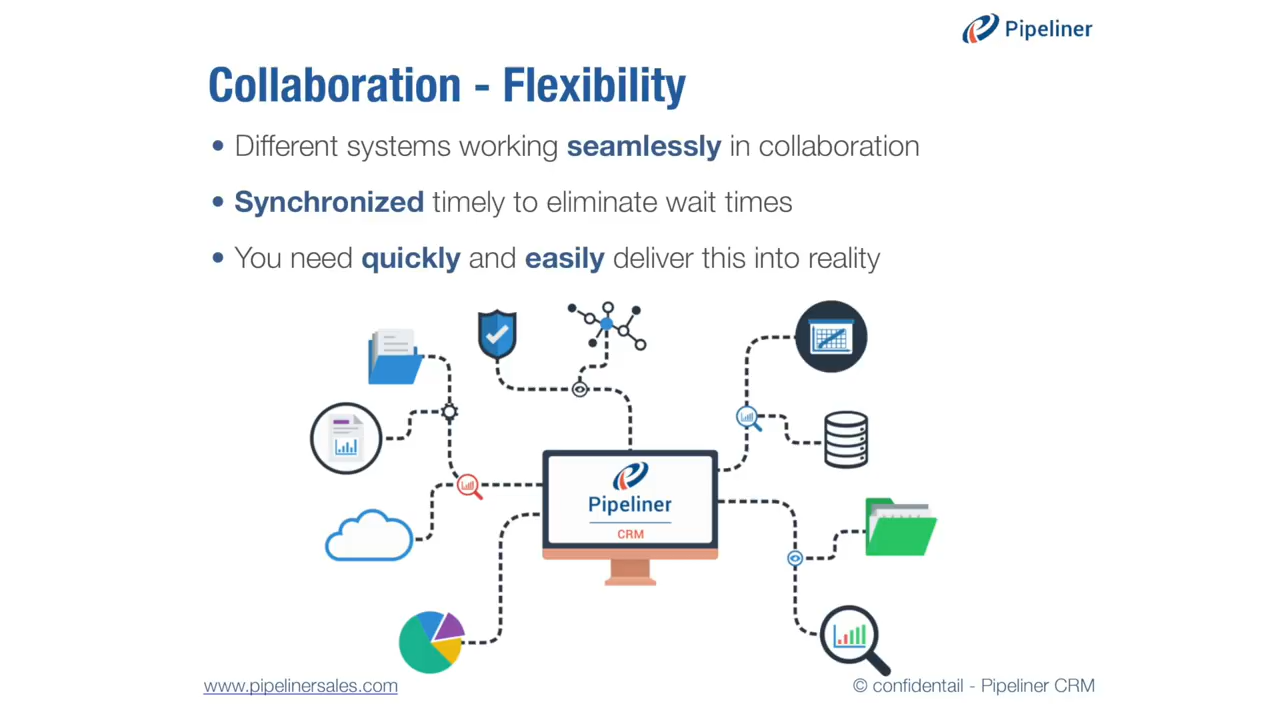 Pipeliner
Collaboration - Flexibility
• Different systems working seamlessly in collaboration
• Synchronized timely to eliminate wait times
• You need quickly and easily deliver this into reality
Pipeliner
CRM
www.pipelinersales.com
© confidentail - Pipeliner CRM